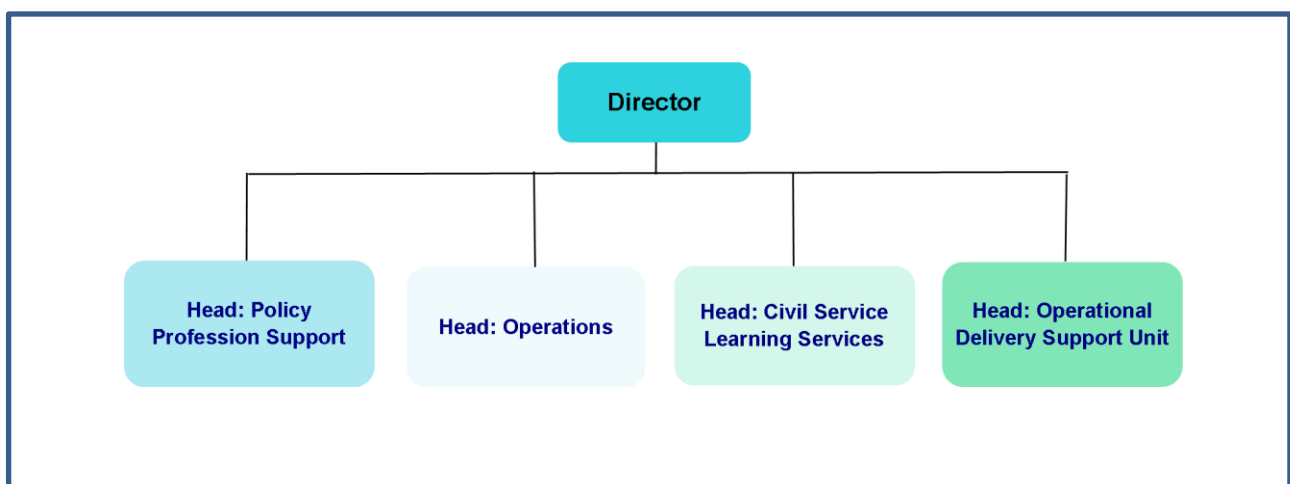 Director
Head: Policy
Profession Support
Head: Operations
Head: Civil Service
Learning Services
Head: Operational
Delivery Support Unit